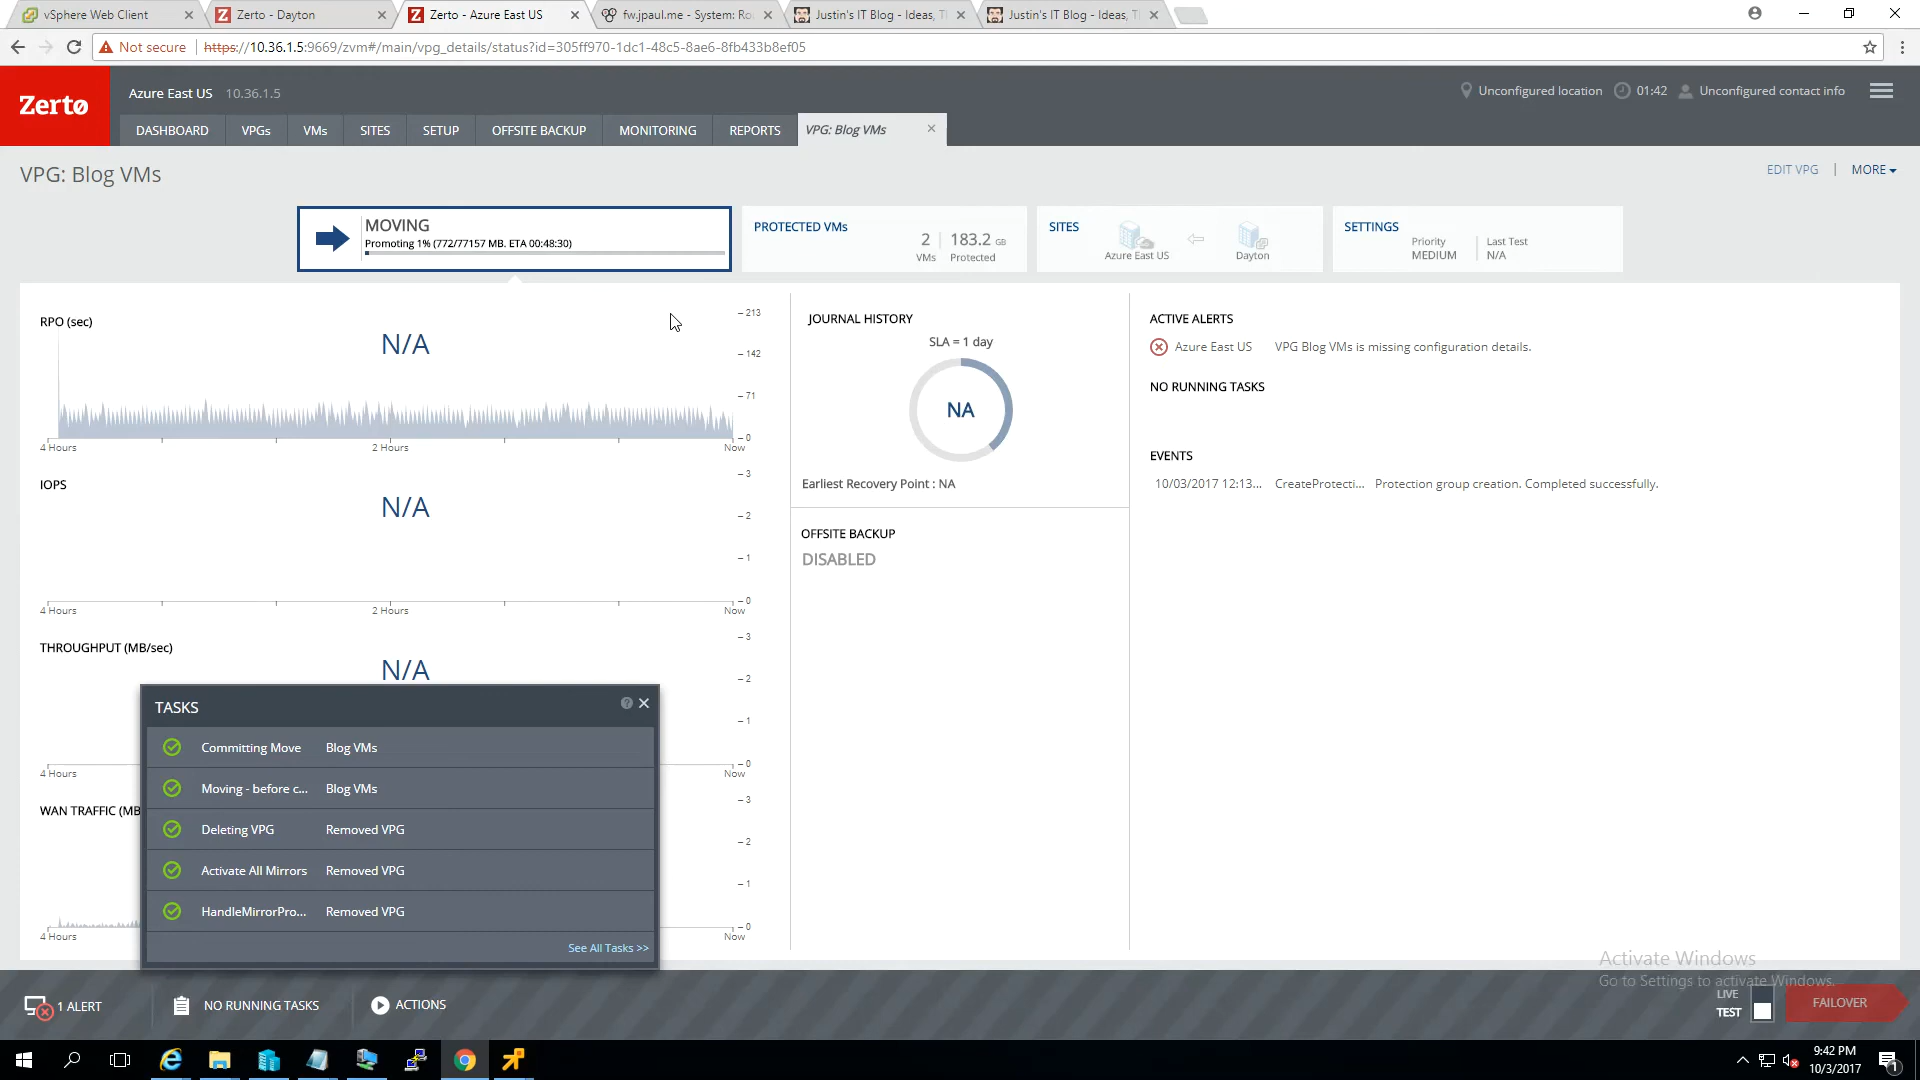 vSphere Web Client
Zerto - Dayton
Zerto - Azure East US
fw.jpaul.me - System: Ro
Justin's IT Blog - Ideas, T
Justin's IT Blog - Ideas, T
Not secure
https://10.36.1.5:9669/zvm#/main/vpg_details/status?id=305ff970-1dc1-48c5-8ae6-8fb433b8ef05
Zertø
Azure East US 10.36.1.5
Unconfigured location 01:42 Unconfigured contact info
DASHBOARD VPGs VMs SITES SETUP OFFSITE BACKUP MONITORING REPORTS VPG: Blog VMs
VPG: Blog VMs
EDIT VPG | MORE
MOVING
Promoting 1% (772/77157 MB. ETA 00:48:30)
PROTECTED VMs
2 183.2 GB
VMs Protected
SITES
Azure East US Dayton
SETTINGS
Priority
MEDIUM
Last Test
N/A
RPO (sec)
N/A
213
142
71
0
4 Hours 2 Hours Now
IOPS
N/A
3
2
1
0
4 Hours 2 Hours Now
THROUGHPUT (MB/sec)
N/A
3
2
1
0
4 Hours Now
WAN TRAFFIC (MB
3
2
1
0
4 Hours Now
JOURNAL HISTORY
SLA = 1 day
NA
Earliest Recovery Point : NA
OFFSITE BACKUP
DISABLED
ACTIVE ALERTS
Azure East US VPG Blog VMs is missing configuration details.
NO RUNNING TASKS
EVENTS
10/03/2017 12:13... CreateProtecti... Protection group creation. Completed successfully.
TASKS
Committing Move Blog VMs
Moving - before c... Blog VMs
Deleting VPG Removed VPG
Activate All Mirrors Removed VPG
HandleMirrorPro... Removed VPG
See All Tasks >>
Activate Windows
Go to Settings to activate Windows.
1 ALERT
NO RUNNING TASKS
ACTIONS
LIVE
TEST
FAILOVER
9:42 PM
10/3/2017
1